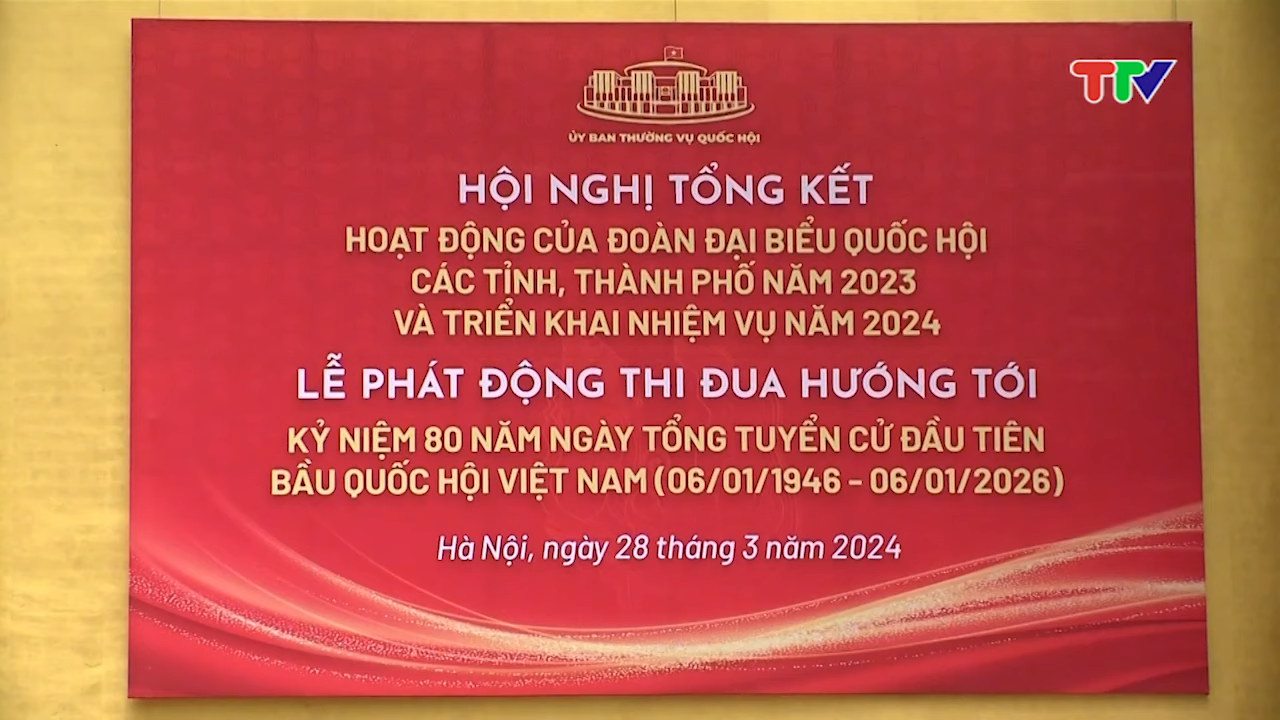 TTV
ỦY BAN THƯỜNG VỤ QUỐC HỘI
HỘI NGHỊ TỔNG KẾT
HOẠT ĐỘNG CỦA ĐOÀN ĐẠI BIỂU QUỐC HỘI
CÁC TỈNH, THÀNH PHỐ NĂM 2023
VÀ TRIỂN KHAI NHIỆM VỤ NĂM 2024
LỄ PHÁT ĐỘNG THI ĐUA HƯỚNG TỚI
KỶ NIỆM 80 NĂM NGÀY TỔNG TUYỂN CỬ ĐẦU TIÊN
BẦU QUỐC HỘI VIỆT NAM (06/01/1946 - 06/01/2026)
Hà Nội, ngày 28 tháng 3 năm 2024